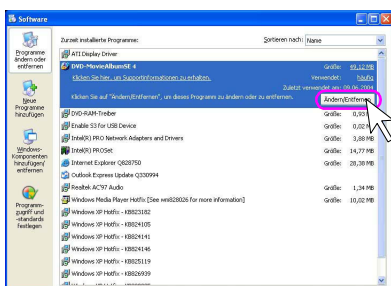 Software
Zurzeit installierte Programme:
Sortieren nach:
Name
Programme
ändern oder
entfernen
Neue
Programme
hinzufügen
Windows-
Komponenten
hinzufügen/
entfernen
Programm-
zugriff und
-standards
festlegen
ATI Display Driver
DVD-MovieAlbumSE 4
Größe: 49,12 MB
Klicken Sie hier, um Supportinformationen zu erhalten.
Verwendet: häufig
Zuletzt verwendet am: 09.06.2004
Klicken Sie auf "Ändern/Entfernen", um dieses Programm zu ändern oder zu entfernen.
Ändern/Entfernen
DVD-RAM-Treiber
Größe: 0,93
Enable S3 for USB Device
Größe: 0,02
Intel(R) PRO Network Adapters and Drivers
Größe: 3,88 MB
Intel(R) PROSet
Größe: 14,77 MB
Internet Explorer Q828750
Größe: 28,38 MB
Outlook Express Update Q330994
Realtek AC'97 Audio
Größe: 1,34 MB
Windows Media Player Hotfix [See wm828026 for more information]
Größe: 10,02 MB
Windows XP Hotfix - KB823182
Windows XP Hotfix - KB824105
Windows XP Hotfix - KB824141
Windows XP Hotfix - KB824146
Windows XP Hotfix - KB825119
Windows XP Hotfix - KB826939